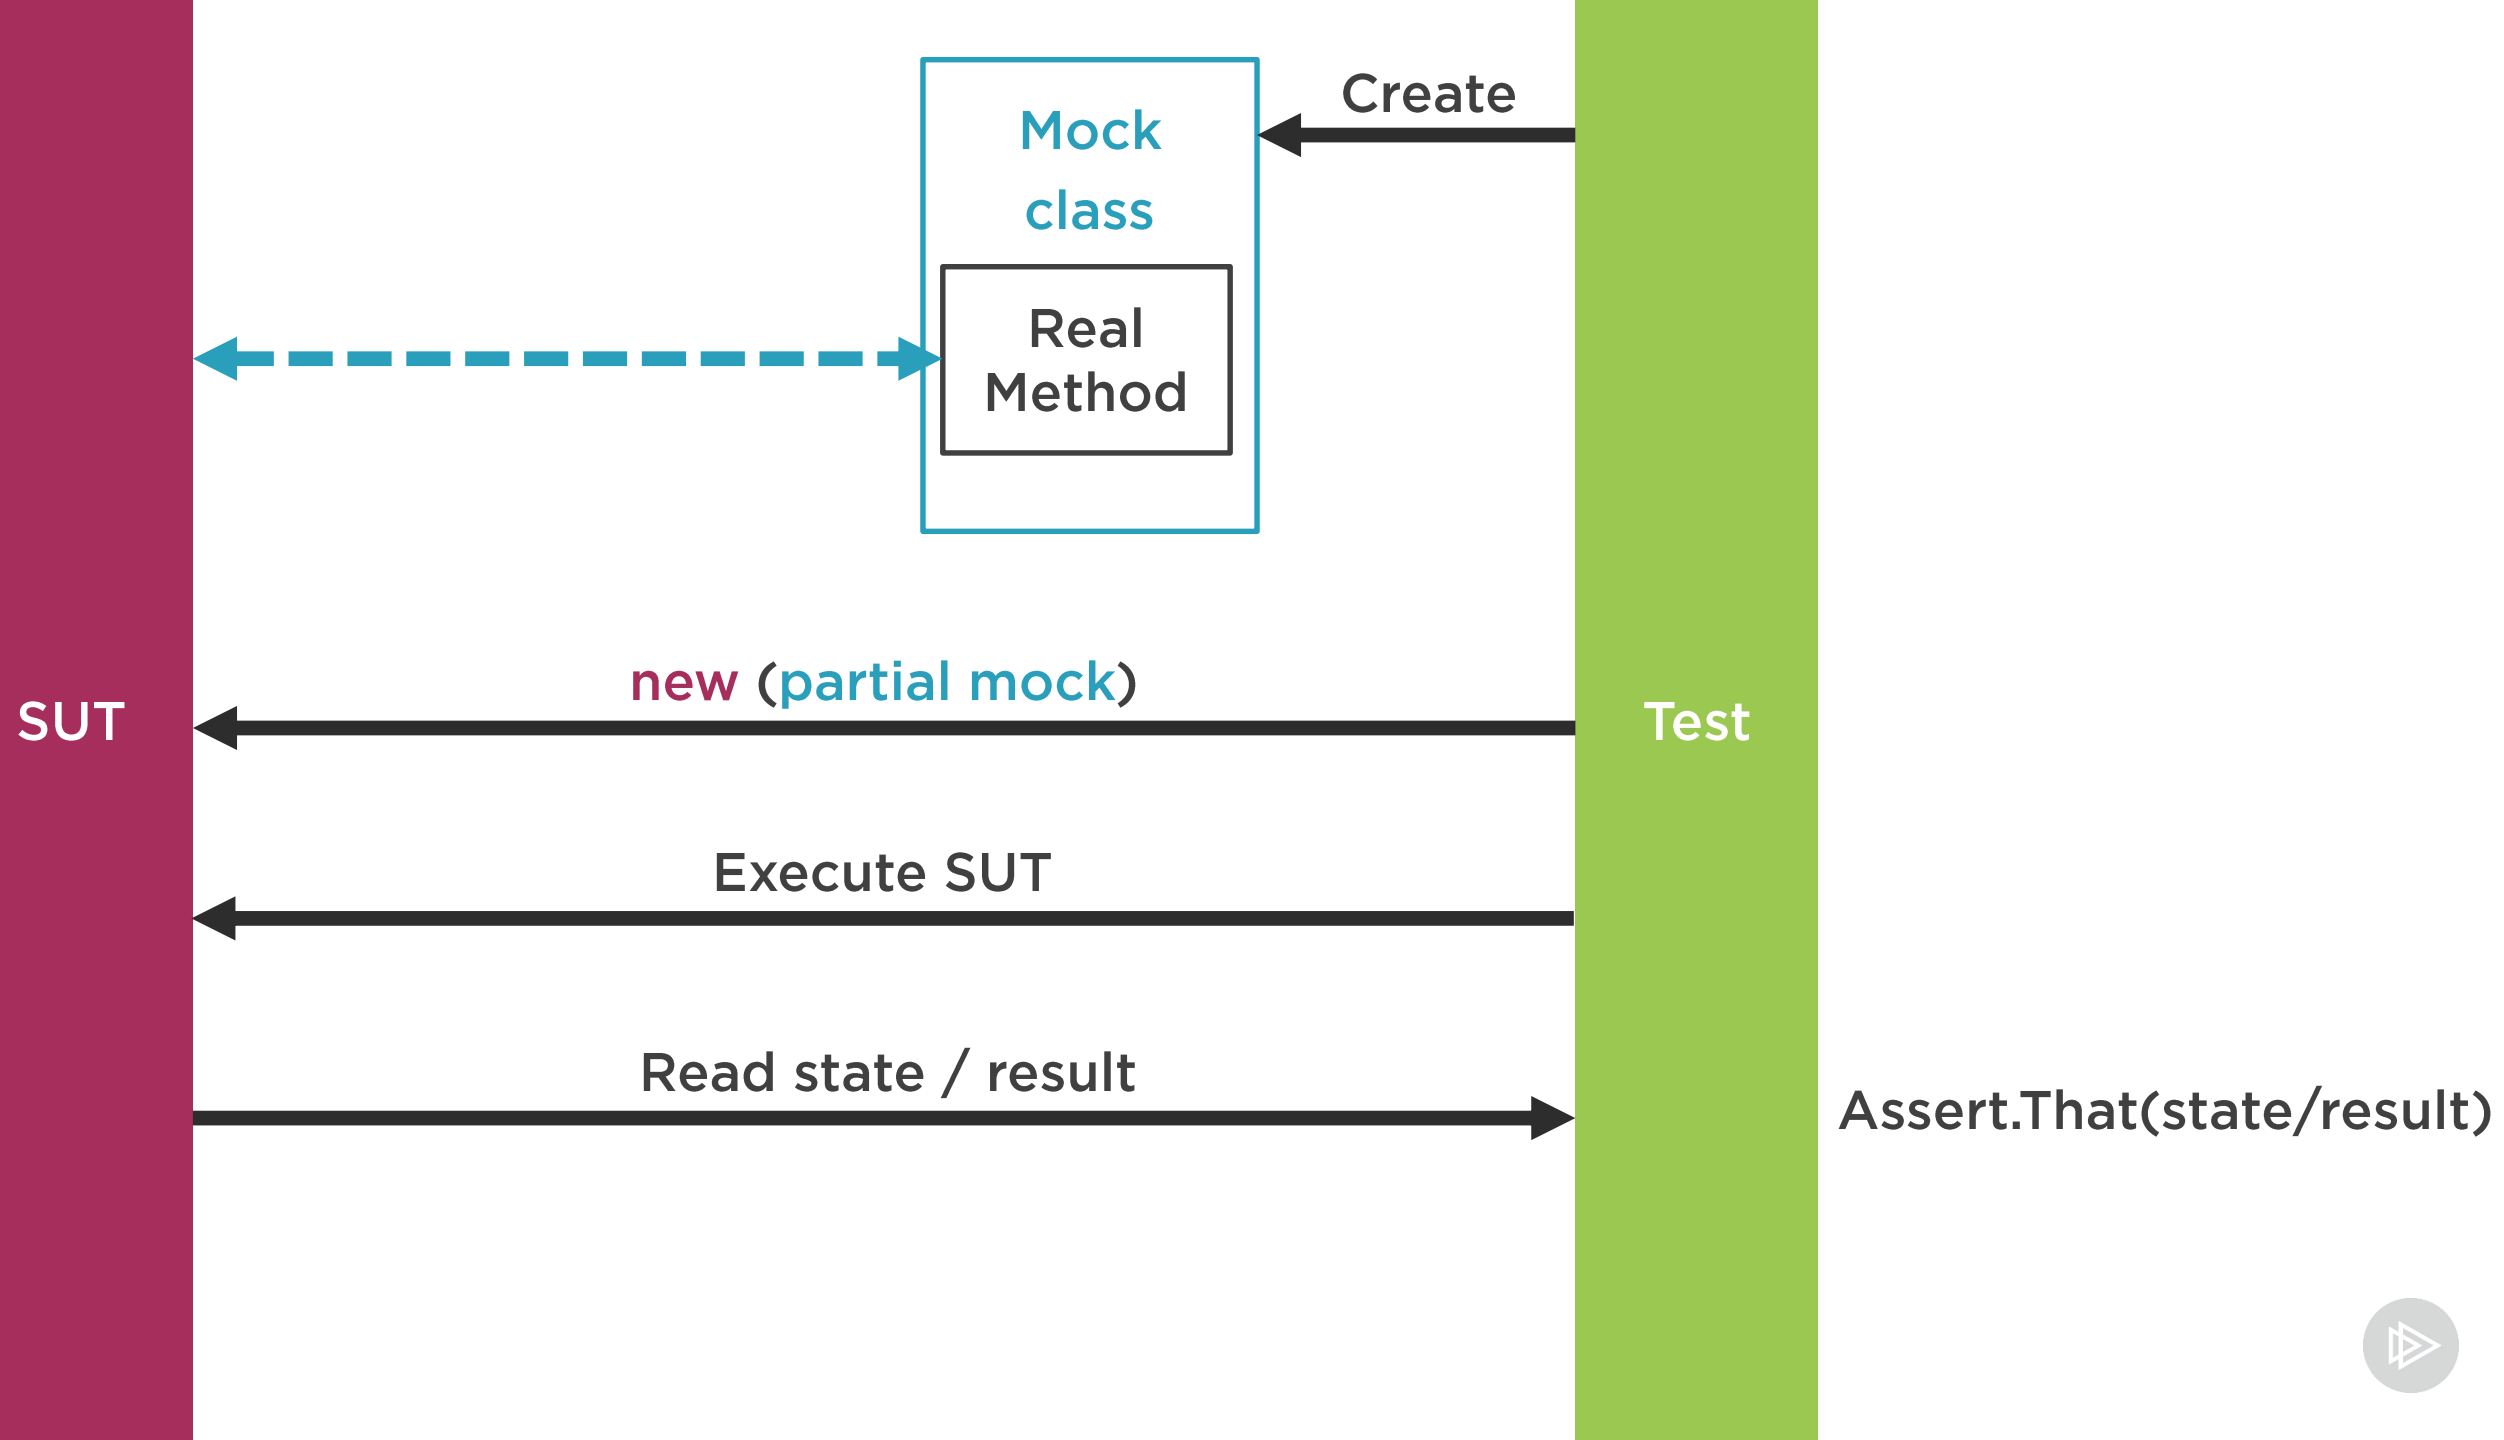 Create
Mock
class
Real
Method
new (partial mock)
SUT
Test
Execute SUT
Read state / result
Assert.That(state/result)